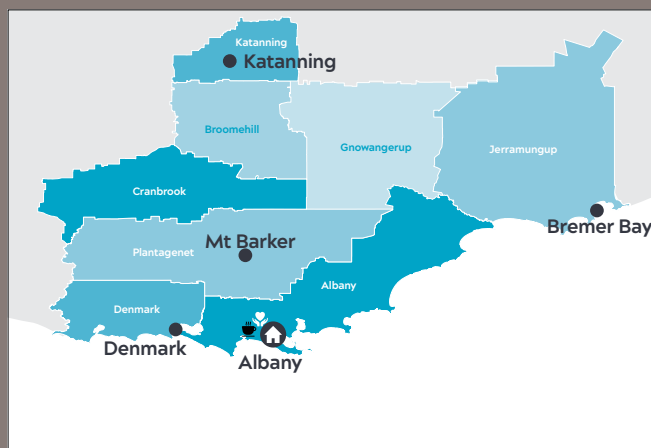 Katanning
Katanning
Broomehill
Gnowangerup
Jerramungup
Cranbrook
Bremer Bay
Mt Barker
Plantagenet
Albany
Denmark
Denmark
Albany